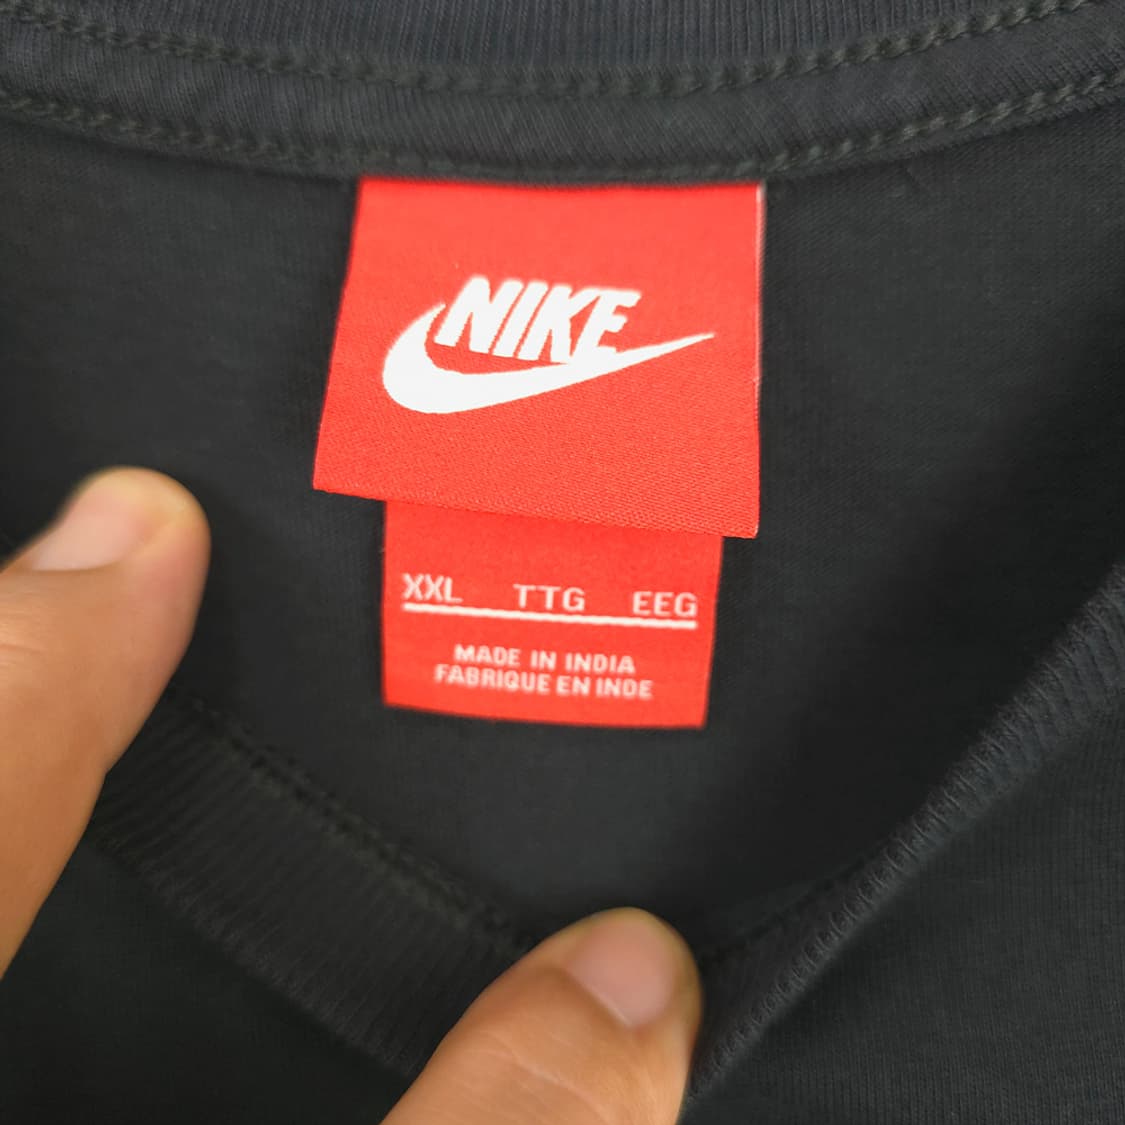 NIKE
XXL TTG EEG
MADE IN INDIA
FABRIQUE EN INDE